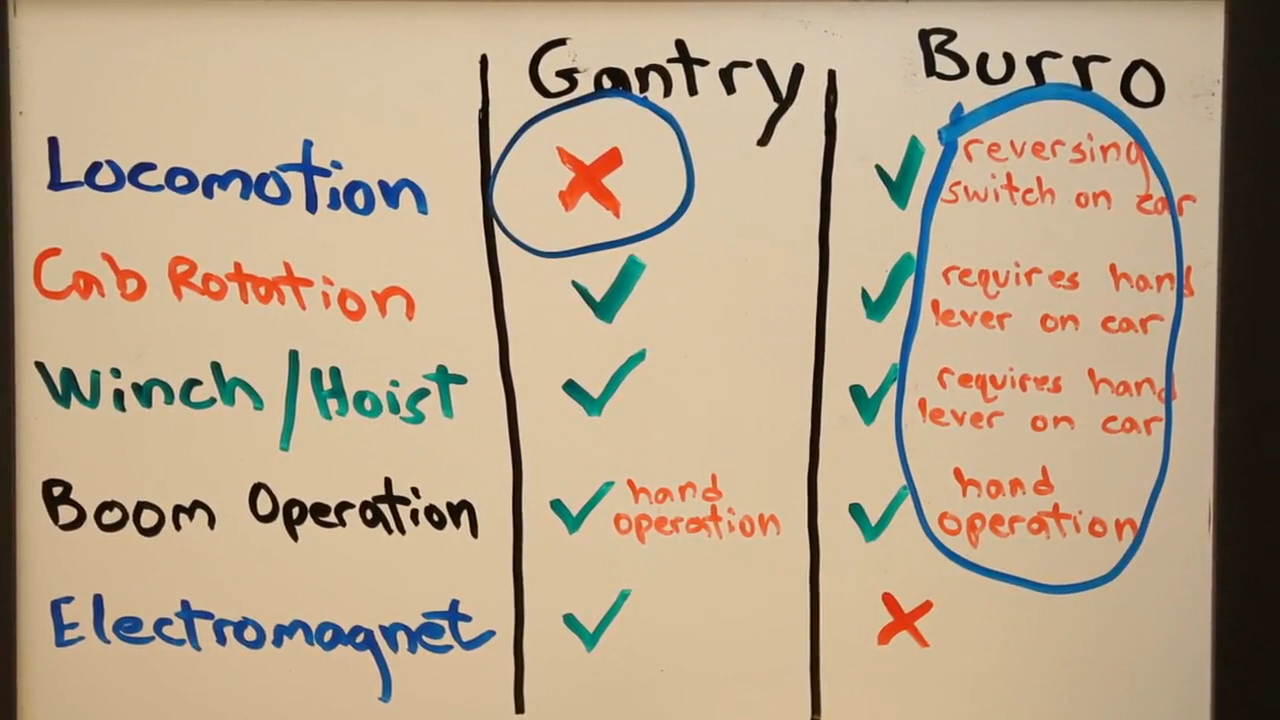 Gantry Burro
Locomotion reversing
switch on car
Cab Rotation requires hand
lever on car
Winch/Hoist requires hand
lever on car
Boom Operation hand operation hand operation
Electromagnet